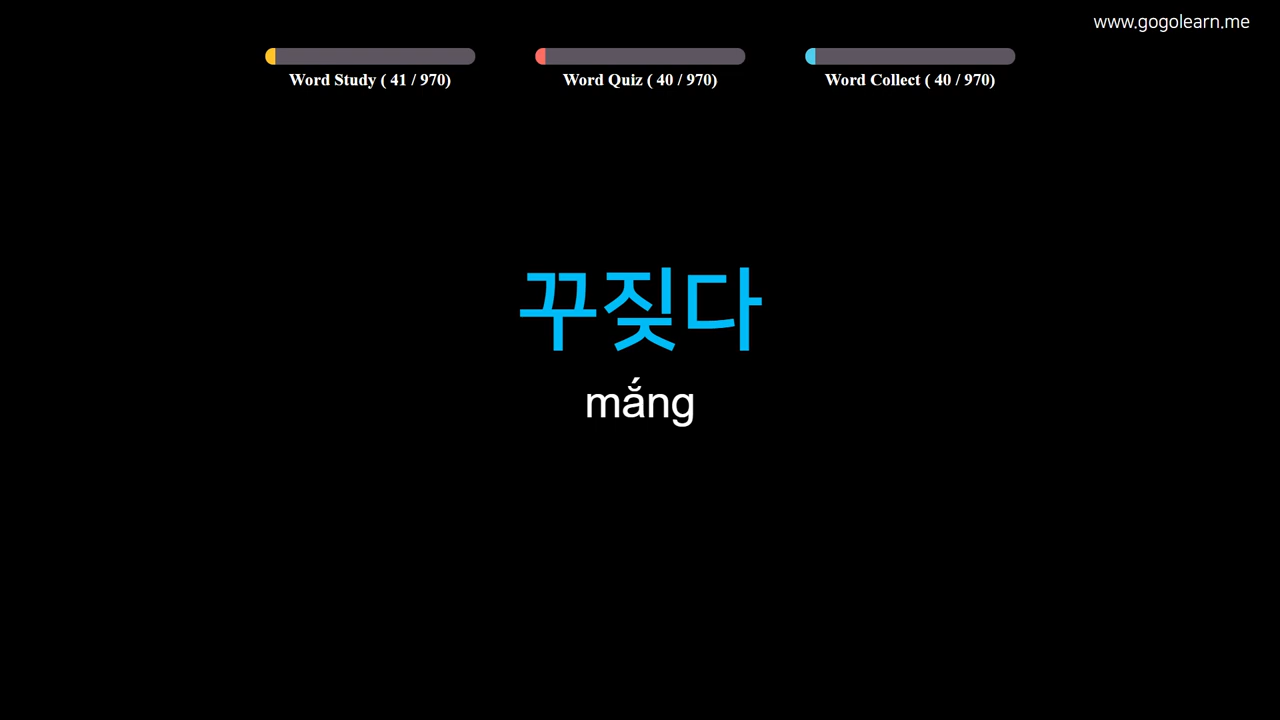 www.gogolearn.me
Word Study ( 41 / 970)
Word Quiz ( 40 / 970)
Word Collect ( 40 / 970)
꾸짖다
mắng